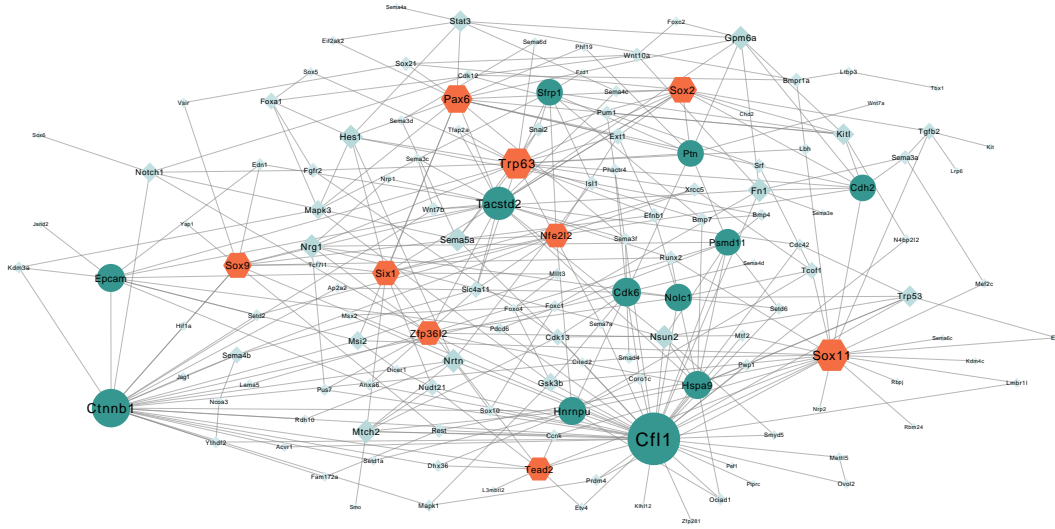 Sema4a
Stat3
Foxc2
Gpm6a
Eif2ak2
Sema6d
Phf19
Wnt10a
Sox21
Sox5
Cdk12
Fzd1
Bmpr1a
Ltbp3
Tbx1
Vair
Foxa1
Pax6
Sfrp1
Sema4c
Sox2
Wnt7a
Pum1
Chd2
Sema3d
Tfap2a
Snai2
Ext1
Kitl
Tgfb2
Sox6
Hes1
Lbh
Kit
Ptn
Sema3c
Trp63
Sema3a
Edn1
Notch1
Fgfr2
Phactr4
Srf
Lrp6
Nrp1
Isl1
Xrcc5
Fn1
Cdh2
Mapk3
Wnt7b
Tacstd2
Sema3e
Jarid2
Yap1
Efnb1
Bmp7
Bmp4
Nrg1
Sema5a
Nfe2l2
Sema3f
Psmd11
Cdc42
N4bp2l2
Kdm3a
Epcam
Sox9
Tcf7l1
Six1
Mllt3
Runx2
Sema4d
Tcof1
Ap2a2
Slc4a11
Cdk6
Nolc1
Trp53
Mef2c
Hif1a
Setd2
Msx2
Foxo4
Foxc1
Setd6
Pdcd6
Sema7a
Zfp36l2
Msi2
Cdk13
Nsun2
Mtf2
Sema6c
E
Sema4b
Nrtn
Cited2
Smad4
Pwp1
Sox11
Kdm4c
Jag1
Dicer1
Lama5
Pus7
Anxa6
Nudt21
Gsk3b
Coro1c
Hspa9
Rbpj
Lmbr1l
Ctnnb1
Ncoa3
Rdh10
Sox10
Hnrnpu
Nrp2
Rbm24
Mtch2
Rest
Ccnk
Cfl1
Smyd5
Ythdf2
Acvr1
Setd1a
Dhx36
Tead2
Pelf
Mettl5
Fam172a
Prdm4
Ptprc
Ovol2
L3mbtl2
Smo
Mapk1
Etv4
Klhl12
Ociad1
Zfp281